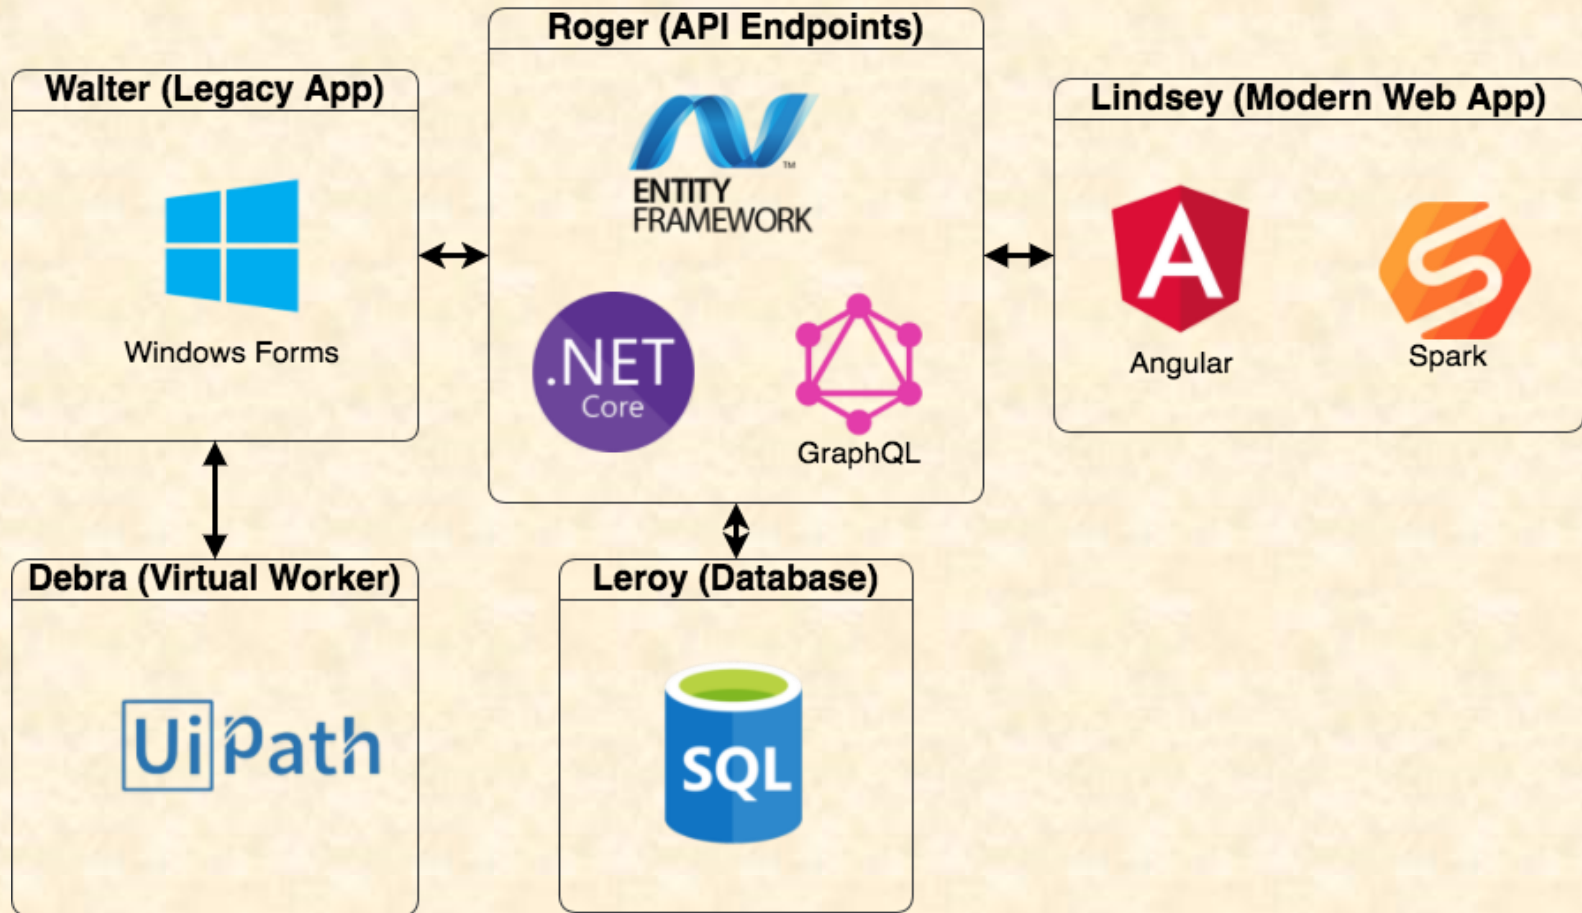 Roger (API Endpoints)
Walter (Legacy App)
Lindsey (Modern Web App)
ENTITY
FRAMEWORK
TM
Windows Forms
.NET
Core
GraphQL
Angular
Spark
Debra (Virtual Worker)
Leroy (Database)
UiPath
SQL